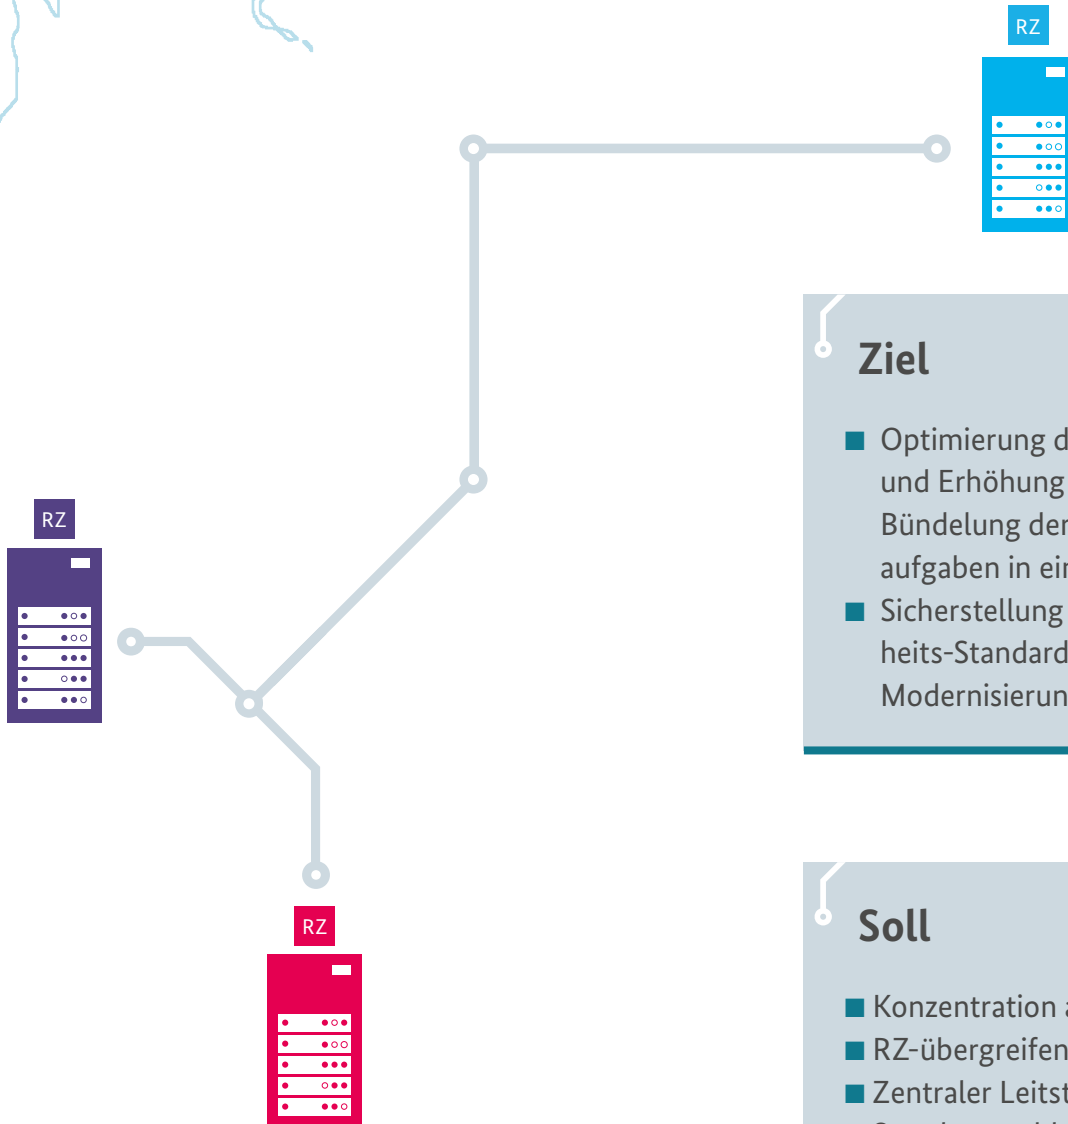 RZ
Ziel
■ Optimierung d
und Erhöhung
Bündelung der
aufgaben in ein
■ Sicherstellung
heits-Standard
Modernisierun
RZ
RZ
Soll
■ Konzentration a
■ RZ-übergreifen
■ Zentraler Leitst